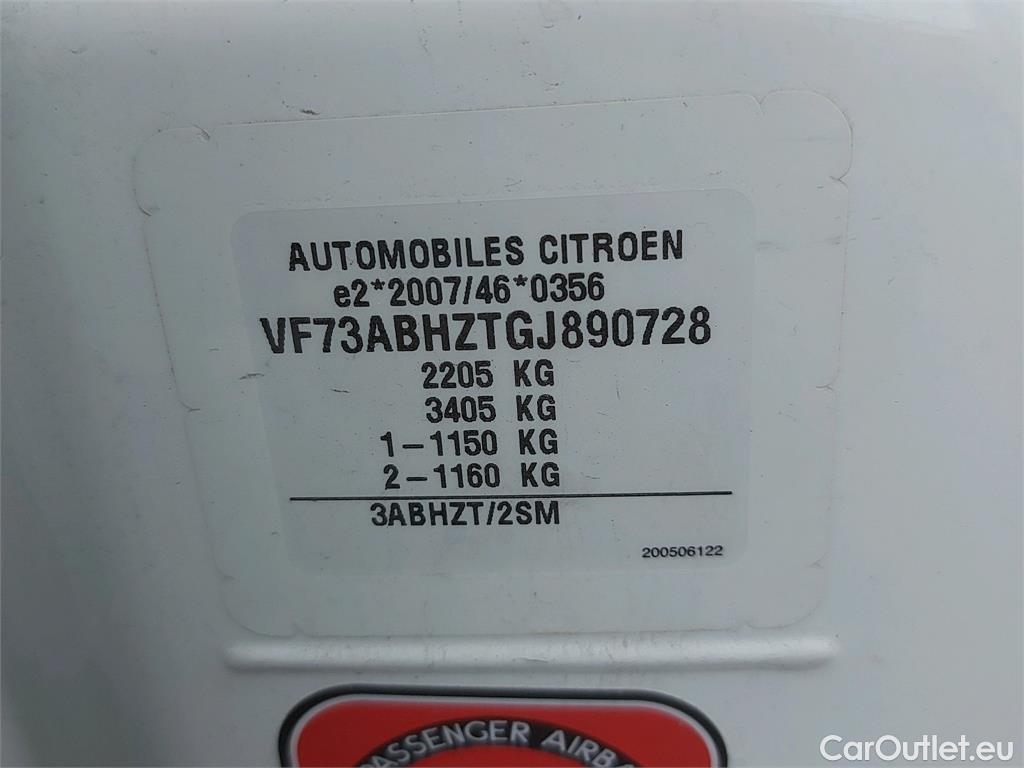 AUTOMOBILES CITROEN
e2*2007/46*0356
VF73ABHZTGJ890728
2205 KG
3405 KG
1-1150 KG
2-1160 KG
3ABHZT/2SM
200506122
PASSENGER AIRBA
CarOutlet.eu